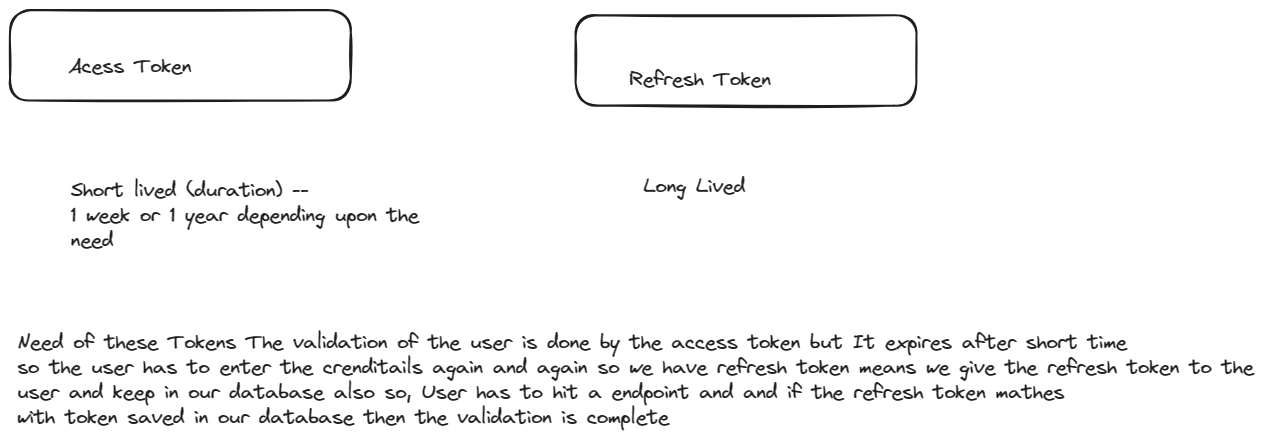 Acess Token
Refresh Token
Short lived (duration) --
1 week or 1 year depending upon the
need
Long Lived
Need of these Tokens The validation of the user is done by the access token but It expires after short time
so the user has to enter the crenditails again and again so we have refresh token means we give the refresh token to the
user and keep in our database also so, User has to hit a endpoint and and if the refresh token mathes
with token saved in our database then the validation is complete